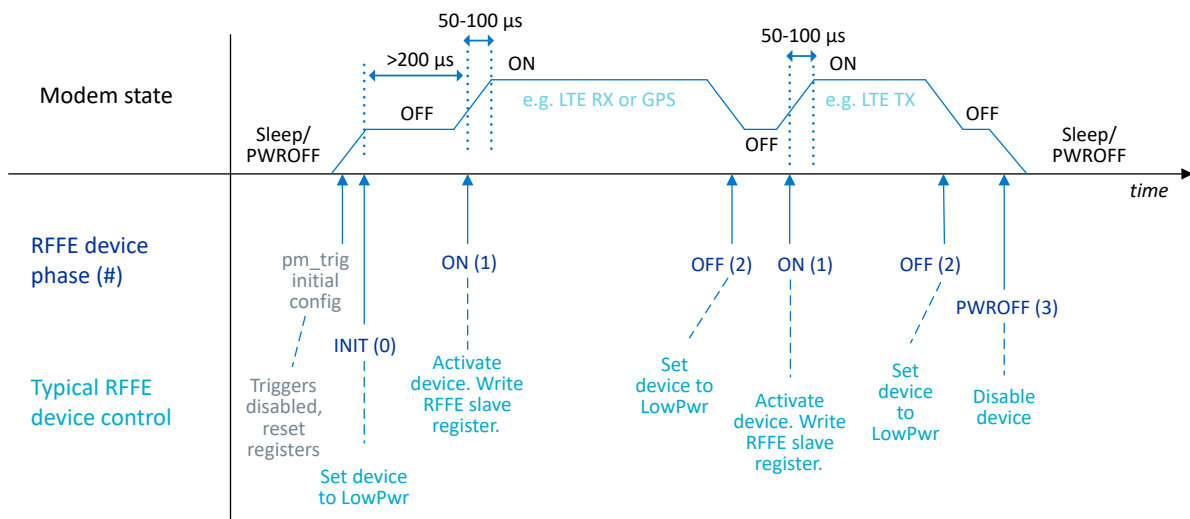 50-100 µs
50-100 µs
>200 µs
ON
ON
Modem state
e.g. LTE RX or GPS
e.g. LTE TX
OFF
OFF
OFF
Sleep/
PWROFF
Sleep/
PWROFF
time
RFFE device
phase (#)
pm_trig
initial
config
ON (1)
OFF (2)
ON (1)
OFF (2)
PWROFF (3)
INIT (0)
Typical RFFE
device control
Triggers
disabled,
reset
registers
Activate
device. Write
RFFE slave
register.
Set
device to
LowPwr
Activate
device. Write
RFFE slave
register.
Set
device
to
LowPwr
Disable
device
Set device
to LowPwr